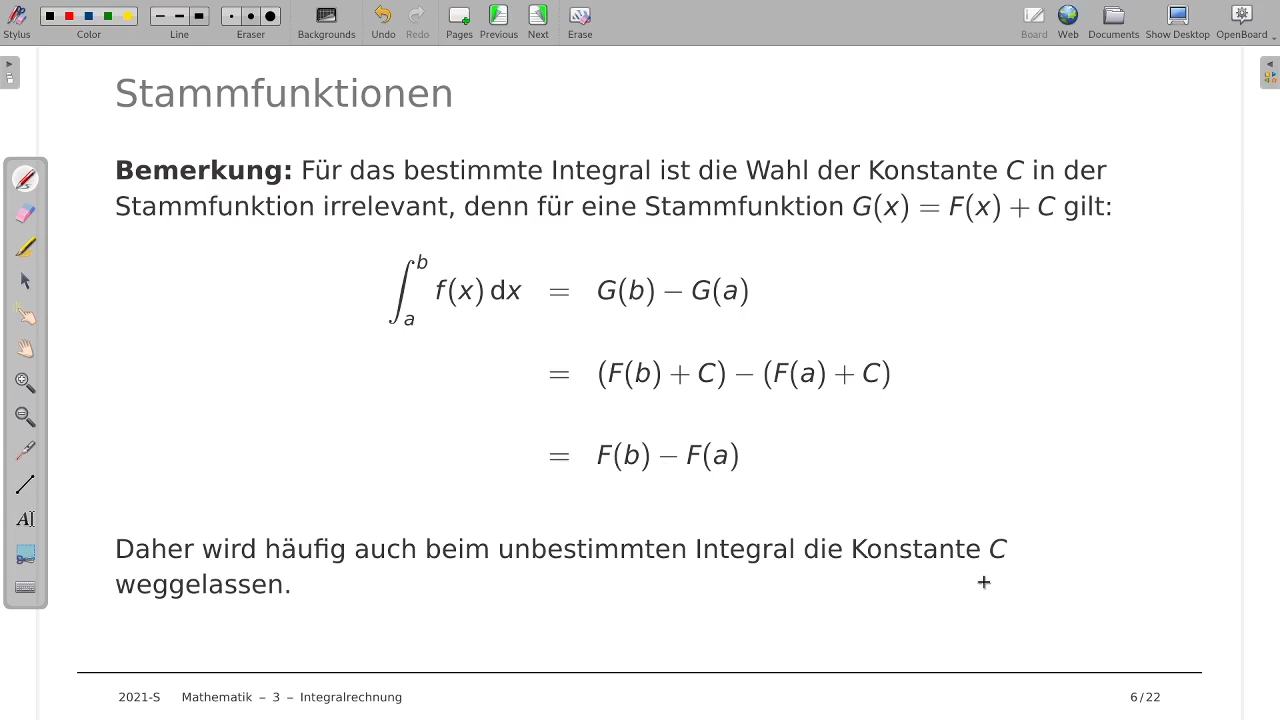 Stylus Color Line Eraser Backgrounds Undo Redo Pages Previous Next Erase Board Web Documents Show Desktop OpenBoard
Stammfunktionen
Bemerkung: Für das bestimmte Integral ist die Wahl der Konstante C in der
Stammfunktion irrelevant, denn für eine Stammfunktion G(x) = F(x) + C gilt:
∫_a^b f(x) dx = G(b) − G(a)
= (F(b) + C) − (F(a) + C)
= F(b) − F(a)
Daher wird häufig auch beim unbestimmten Integral die Konstante C
weggelassen.
2021-S Mathematik – 3 – Integralrechnung 6/22